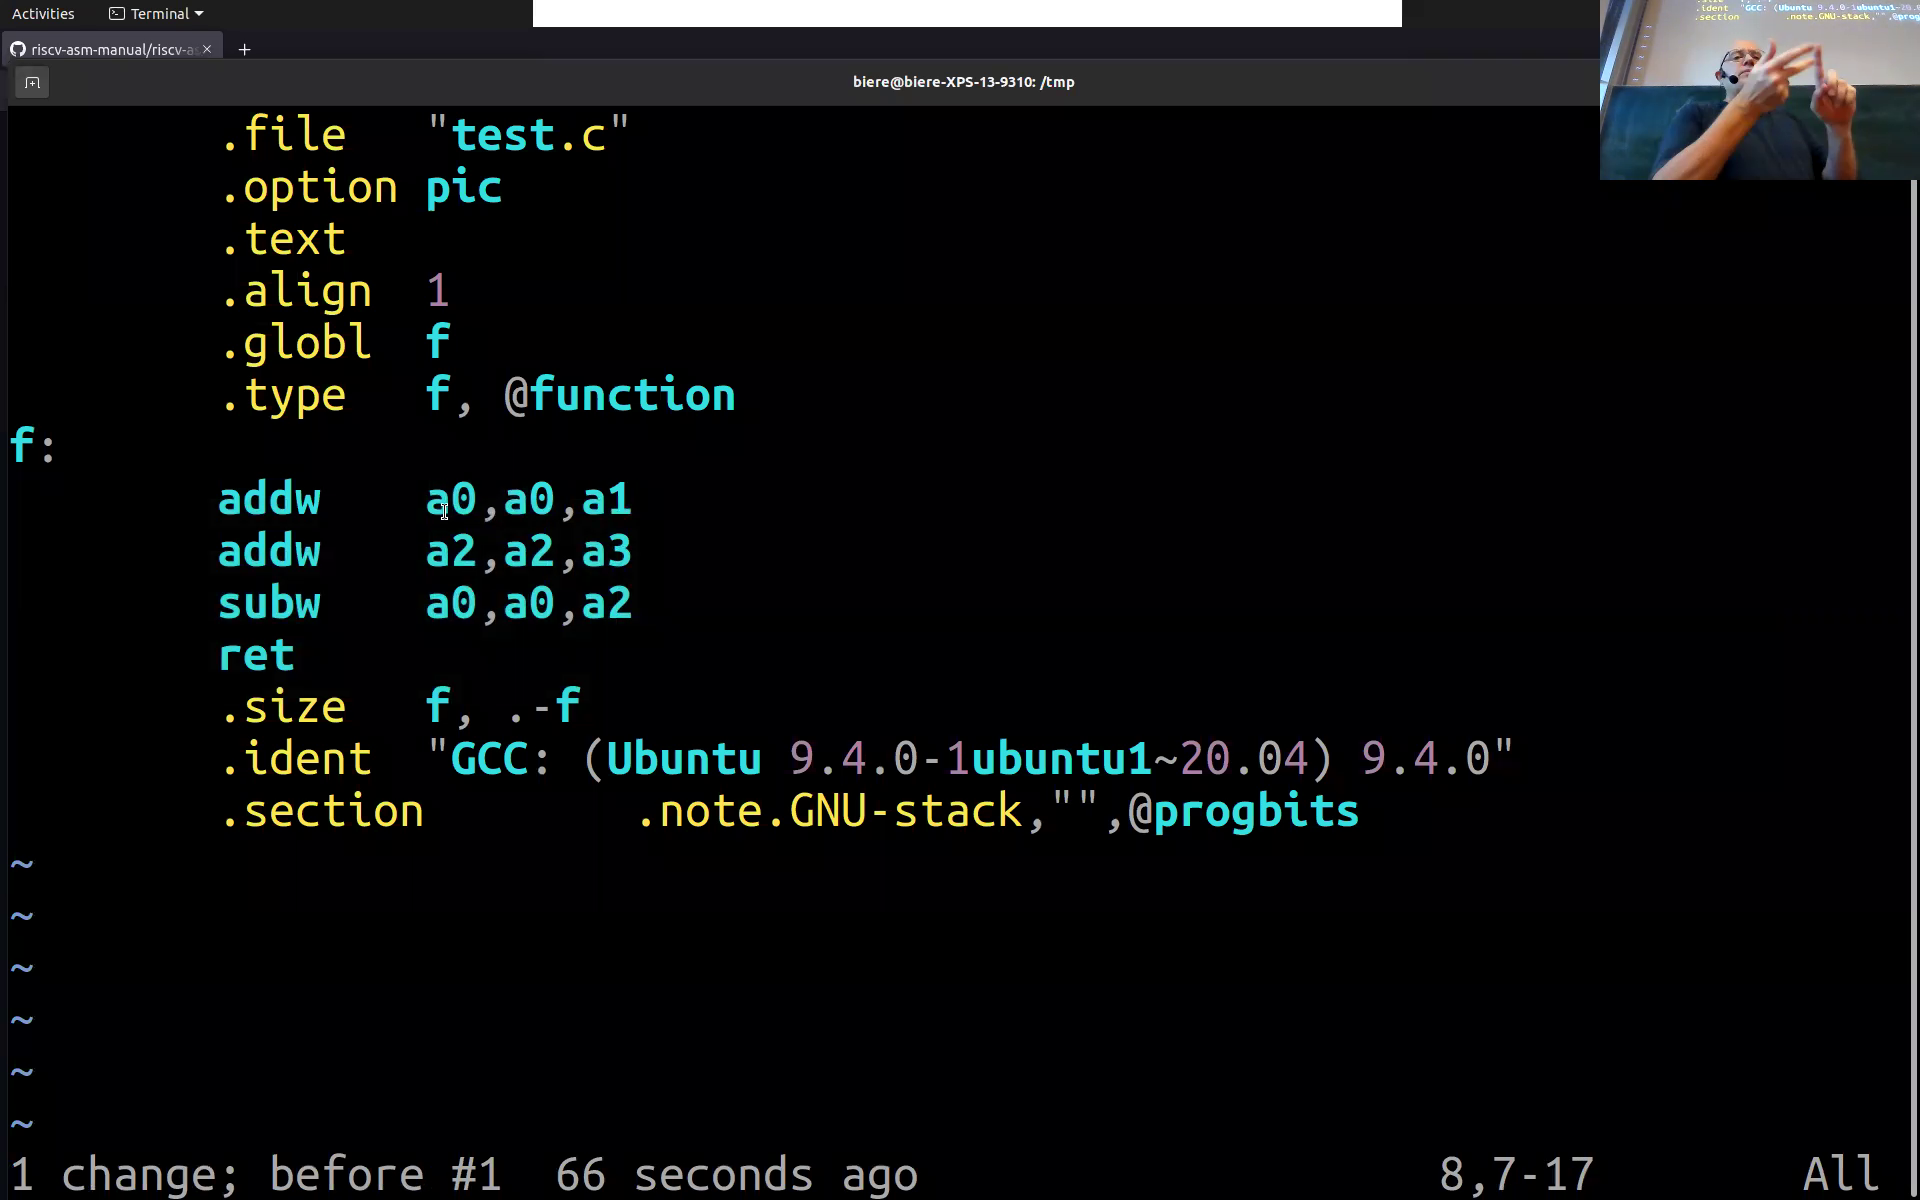 Activities Terminal
riscv-asm-manual/riscv-a
biere@biere-XPS-13-9310: /tmp
.file "test.c"
.option pic
.text
.align 1
.globl f
.type f, @function
f:
addw a0,a0,a1
addw a2,a2,a3
subw a0,a0,a2
ret
.size f, .-f
.ident "GCC: (Ubuntu 9.4.0-1ubuntu1~20.04) 9.4.0"
.section .note.GNU-stack,"",@progbits
~
~
~
~
~
~
1 change; before #1 66 seconds ago 8,7-17 All
.ident "GCC: (Ubuntu 9.4.0-1ubuntu1~20.0
.section .note.GNU-stack,"",@prog